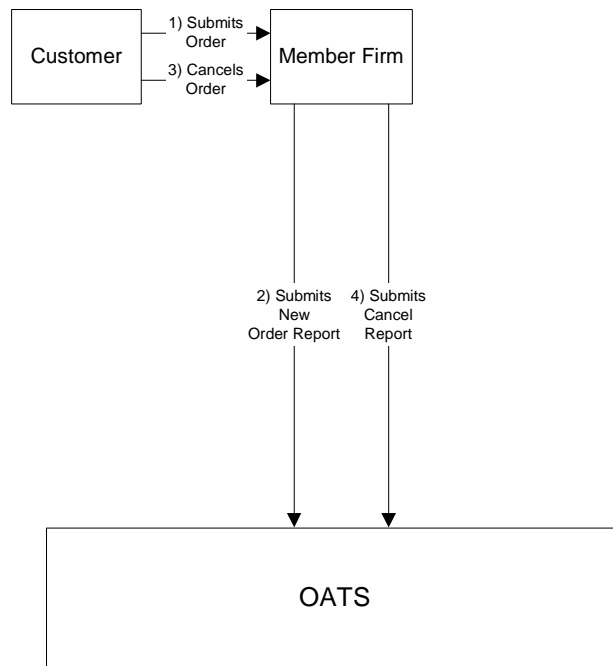 1) Submits
Order
Customer
Member Firm
3) Cancels
Order
2) Submits
New
Order Report
4) Submits
Cancel
Report
OATS